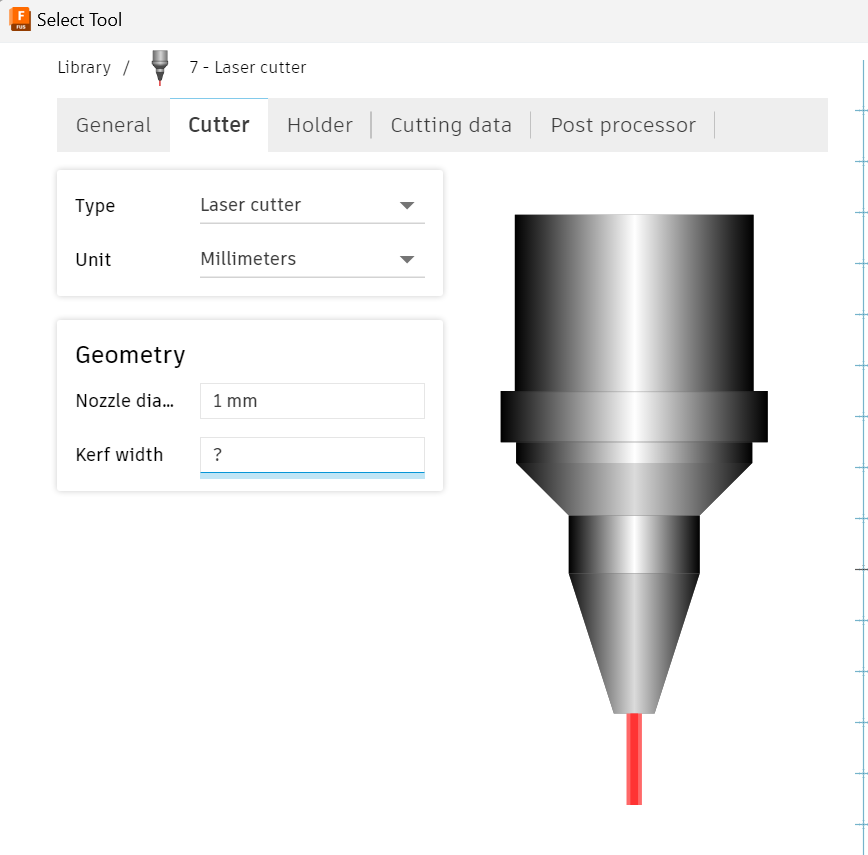 F
FUS
Select Tool
Library / 7 - Laser cutter
General Cutter Holder Cutting data Post processor
Type Laser cutter
Unit Millimeters
Geometry
Nozzle dia... 1 mm
Kerf width ?